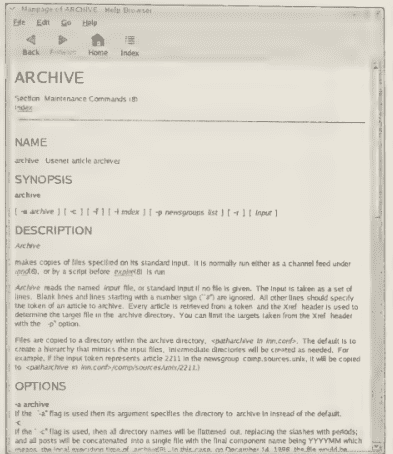 Manpage of ARCHIVE - Help Browser
File Edit Go Help
Back Forward Home Index
ARCHIVE
Section: Maintenance Commands (8)
Index
NAME
archive Usenet article archives
SYNOPSIS
archive
[ -a archive ] [ -c ] [ -f ] [ -i index ] [ -p newsgroups list ] [ -r ] [ input ]
DESCRIPTION
Archive
makes copies of files specified on its standard input. It is normally run either as a channel feed under
innd(8), or by a script before expire(8) is run
Archive reads the named input file, or standard input if no file is given. The input is taken as a set of
lines. Blank lines and lines starting with a number sign (``#'') are ignored. All other lines should specify
the token of an article to archive. Every article is retrieved from a token and the Xref header is used to
determine the target file in the archive directory. You can limit the targets taken from the Xref header
with the ``-p'' option.
Files are copied to a directory within the archive directory, <patharchive in inn.conf>. The default is to
create a hierarchy that mimics the input files, intermediate directories will be created as needed. For
example, if the input token represents article 2211 in the newsgroup comp.sources.unix, it will be copied
to <patharchive in inn.conf>/comp/sources/unix/2211.)
OPTIONS
-a archive
If the ``-a'' flag is used then its argument specifies the directory to archive in instead of the default.
-c
If the ``-c'' flag is used, then all directory names will be flattened out, replacing the slashes with periods;
and all posts will be concatenated into a single file with the final component name being YYYYMM which
means, the local execution time of archive(8). In this case, on December 14, 1998, the file would be